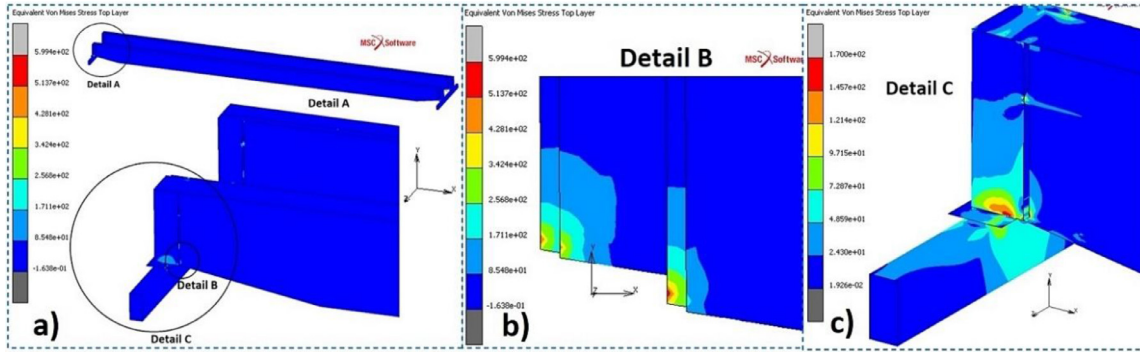 Equivalent Von Mises Stress Top Layer
5.994e+02
5.137e+02
4.281e+02
3.424e+02
2.568e+02
1.711e+02
8.548e+01
-1.638e-01
MSC Software
Detail A
Detail A
Y
X
Z
Detail B
Detail C
a)
Equivalent Von Mises Stress Top Layer
5.994e+02
5.137e+02
4.281e+02
3.424e+02
2.568e+02
1.711e+02
8.548e+01
-1.638e-01
Detail B
MSC Software
Y
Z
X
b)
Equivalent Von Mises Stress Top Layer
1.700e+02
1.457e+02
1.214e+02
9.715e+01
7.287e+01
4.859e+01
2.430e+01
1.926e-02
Detail C
Y
Z
X
c)